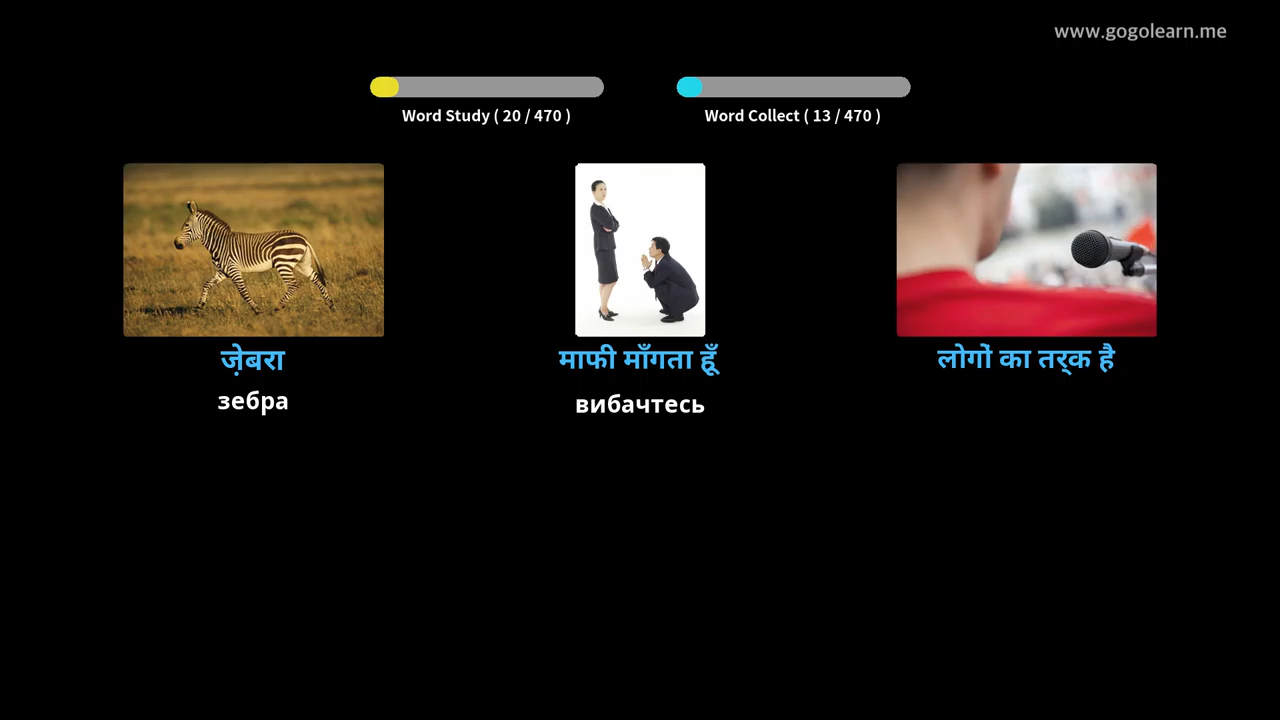 www.gogolearn.me
Word Study ( 20 / 470 )
Word Collect ( 13 / 470 )
ज़ेबरा
माफी माँगता हूँ
लोगों का तर्क है
зебра
вибачтесь